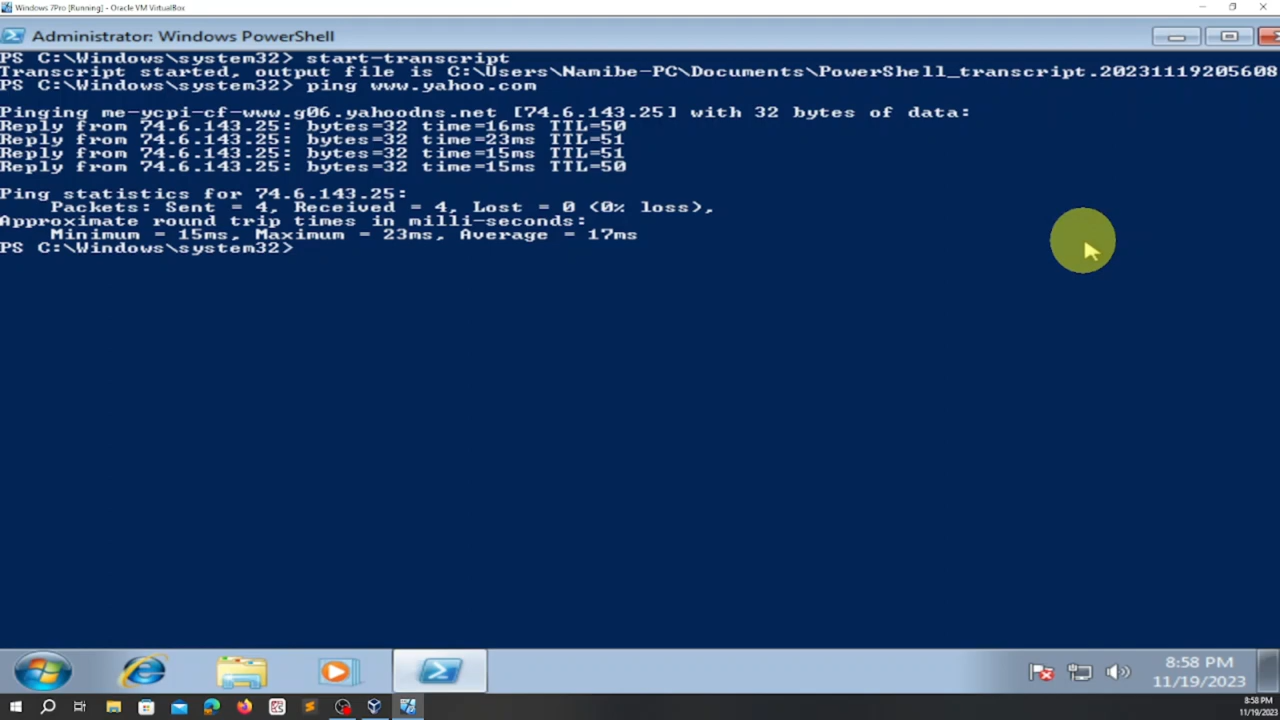 Windows 7Pro [Running] - Oracle VM VirtualBox
Administrator: Windows PowerShell
PS C:\Windows\system32> start-transcript
Transcript started, output file is C:\Users\Namibe-PC\Documents\PowerShell_transcript.20231119205608
PS C:\Windows\system32> ping www.yahoo.com
Pinging me-ycpi-cf-www.g06.yahoodns.net [74.6.143.25] with 32 bytes of data:
Reply from 74.6.143.25: bytes=32 time=16ms TTL=50
Reply from 74.6.143.25: bytes=32 time=23ms TTL=51
Reply from 74.6.143.25: bytes=32 time=15ms TTL=51
Reply from 74.6.143.25: bytes=32 time=15ms TTL=50
Ping statistics for 74.6.143.25:
    Packets: Sent = 4, Received = 4, Lost = 0 (0% loss),
Approximate round trip times in milli-seconds:
    Minimum = 15ms, Maximum = 23ms, Average = 17ms
PS C:\Windows\system32>
8:58 PM
11/19/2023
8:58 PM
11/19/2023